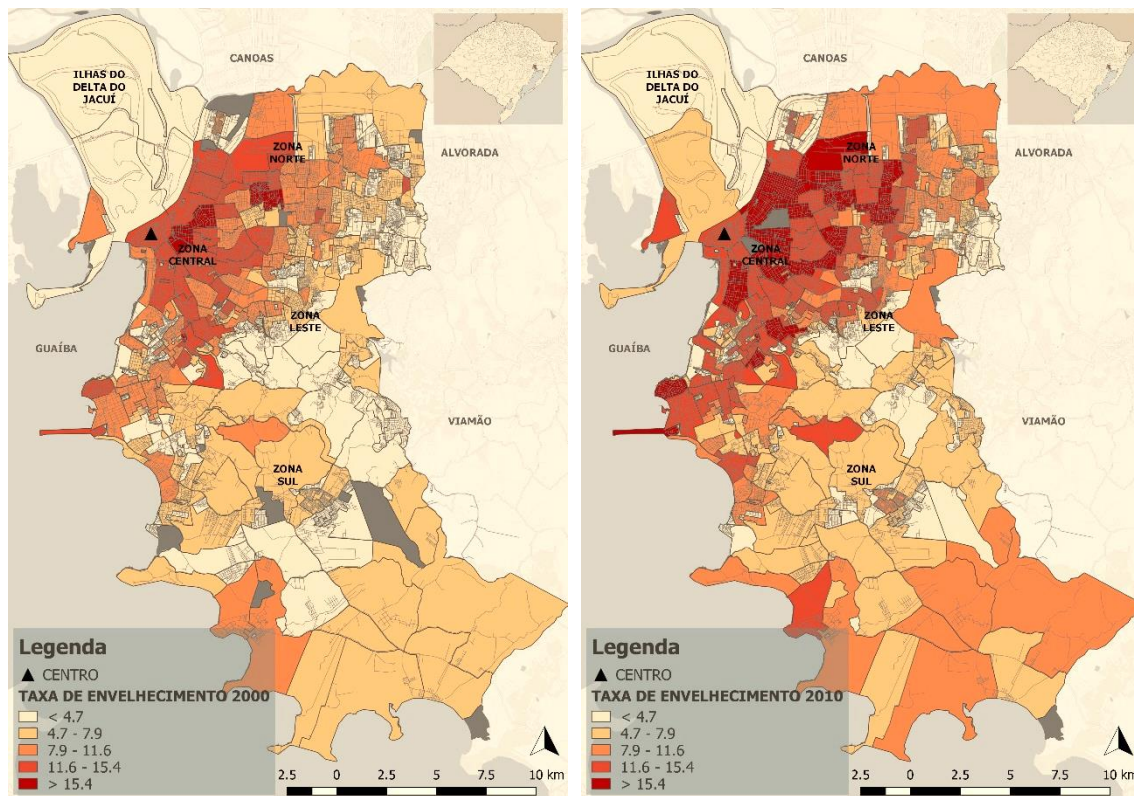 CANOAS
ILHAS DO
DELTA DO
JACUÍ
ZONA
NORTE
ALVORADA
ZONA
CENTRAL
ZONA
LESTE
GUAÍBA
VIAMÃO
ZONA
SUL
Legenda
CENTRO
TAXA DE ENVELHECIMENTO 2000
< 4.7
4.7 - 7.9
7.9 - 11.6
11.6 - 15.4
> 15.4
2.5 0 2.5 5 7.5 10 km
CANOAS
ILHAS DO
DELTA DO
JACUÍ
ZONA
NORTE
ALVORADA
ZONA
CENTRAL
ZONA
LESTE
GUAÍBA
VIAMÃO
ZONA
SUL
Legenda
CENTRO
TAXA DE ENVELHECIMENTO 2010
< 4.7
4.7 - 7.9
7.9 - 11.6
11.6 - 15.4
> 15.4
2.5 0 2.5 5 7.5 10 km